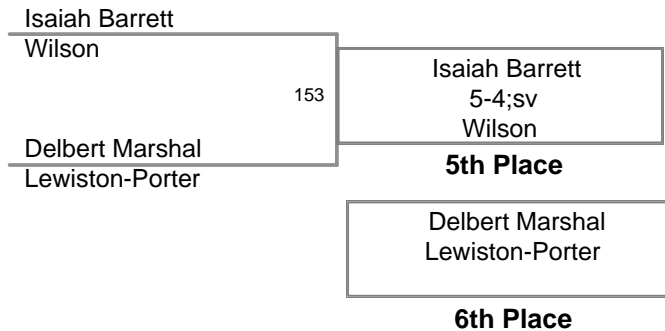 Isaiah Barrett
Wilson
153
Delbert Marshal
Lewiston-Porter
Isaiah Barrett
5-4;sv
Wilson
5th Place
Delbert Marshal
Lewiston-Porter
6th Place